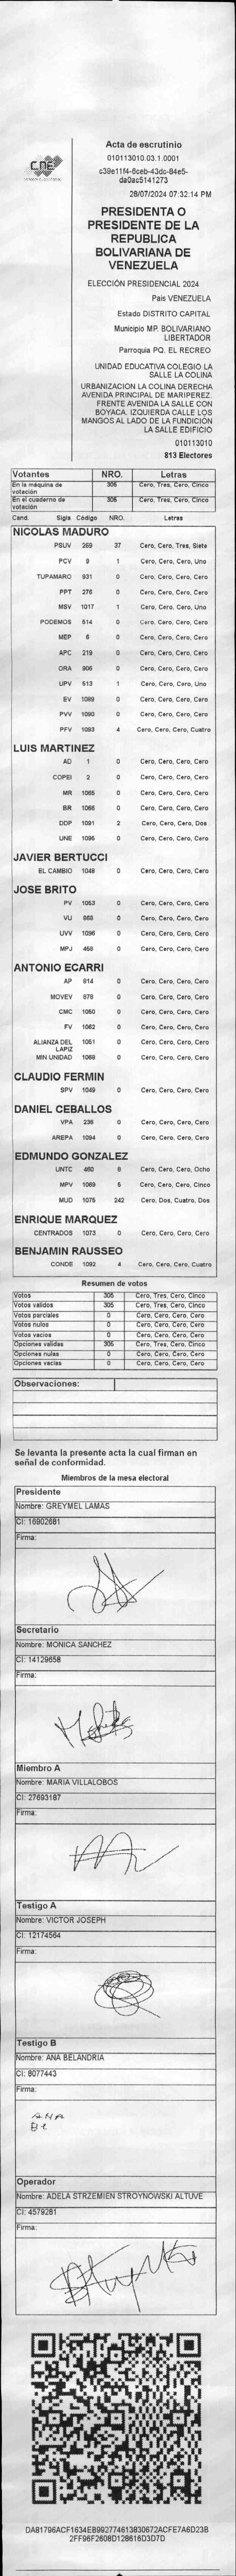 CNE
Acta de escrutinio
010113010.03.1.0001
c39e11f4-6ceb-43dc-84e5-
da0ac5141273
28/07/2024 07:32:14 PM
PRESIDENTA O
PRESIDENTE DE LA
REPUBLICA
BOLIVARIANA DE
VENEZUELA
ELECCIÓN PRESIDENCIAL 2024
Pais VENEZUELA
Estado DISTRITO CAPITAL
Municipio MP. BOLIVARIANO
LIBERTADOR
Parroquia PQ. EL RECREO
UNIDAD EDUCATIVA COLEGIO LA
SALLE LA COLINA
URBANIZACIÓN LA COLINA DERECHA
AVENIDA PRINCIPAL DE MARIPEREZ.
FRENTE AVENIDA LA SALLE CON
BOYACA. IZQUIERDA CALLE LOS
MANGOS AL LADO DE LA FUNDICIÓN
LA SALLE EDIFICIO
010113010
813 Electores
Votantes NRO. Letras
En la máquina de votación 305 Cero, Tres, Cero, Cinco
En el cuaderno de votación 305 Cero, Tres, Cero, Cinco
Cand. Sigla Código NRO. Letras
NICOLAS MADURO
PSUV 269 37 Cero, Cero, Tres, Siete
PCV 9 1 Cero, Cero, Cero, Uno
TUPAMARO 931 0 Cero, Cero, Cero, Cero
PPT 276 0 Cero, Cero, Cero, Cero
MSV 1017 1 Cero, Cero, Cero, Uno
PODEMOS 514 0 Cero, Cero, Cero, Cero
MEP 6 0 Cero, Cero, Cero, Cero
APC 219 0 Cero, Cero, Cero, Cero
ORA 906 0 Cero, Cero, Cero, Cero
UPV 513 1 Cero, Cero, Cero, Uno
EV 1089 0 Cero, Cero, Cero, Cero
PVV 1090 0 Cero, Cero, Cero, Cero
PFV 1093 4 Cero, Cero, Cero, Cuatro
LUIS MARTINEZ
AD 1 0 Cero, Cero, Cero, Cero
COPEI 2 0 Cero, Cero, Cero, Cero
MR 1065 0 Cero, Cero, Cero, Cero
BR 1066 0 Cero, Cero, Cero, Cero
DDP 1091 2 Cero, Cero, Cero, Dos
UNE 1095 0 Cero, Cero, Cero, Cero
JAVIER BERTUCCI
EL CAMBIO 1048 0 Cero, Cero, Cero, Cero
JOSE BRITO
PV 1053 0 Cero, Cero, Cero, Cero
VU 868 0 Cero, Cero, Cero, Cero
UVV 1096 0 Cero, Cero, Cero, Cero
MPJ 458 0 Cero, Cero, Cero, Cero
ANTONIO ECARRI
AP 814 0 Cero, Cero, Cero, Cero
MOVEV 878 0 Cero, Cero, Cero, Cero
CMC 1050 0 Cero, Cero, Cero, Cero
FV 1062 0 Cero, Cero, Cero, Cero
ALIANZA DEL LAPIZ 1051 0 Cero, Cero, Cero, Cero
MIN UNIDAD 1068 0 Cero, Cero, Cero, Cero
CLAUDIO FERMIN
SPV 1049 0 Cero, Cero, Cero, Cero
DANIEL CEBALLOS
VPA 236 0 Cero, Cero, Cero, Cero
AREPA 1094 0 Cero, Cero, Cero, Cero
EDMUNDO GONZALEZ
UNTC 460 8 Cero, Cero, Cero, Ocho
MPV 1069 5 Cero, Cero, Cero, Cinco
MUD 1075 242 Cero, Dos, Cuatro, Dos
ENRIQUE MARQUEZ
CENTRADOS 1073 0 Cero, Cero, Cero, Cero
BENJAMIN RAUSSEO
CONDE 1092 4 Cero, Cero, Cero, Cuatro
Resumen de votos
Votos 305 Cero, Tres, Cero, Cinco
Votos validos 305 Cero, Tres, Cero, Cinco
Votos parciales 0 Cero, Cero, Cero, Cero
Votos nulos 0 Cero, Cero, Cero, Cero
Votos vacios 0 Cero, Cero, Cero, Cero
Opciones validas 305 Cero, Tres, Cero, Cinco
Opciones nulas 0 Cero, Cero, Cero, Cero
Opciones vacias 0 Cero, Cero, Cero, Cero
Observaciones:
Se levanta la presente acta la cual firman en
señal de conformidad.
Miembros de la mesa electoral
Presidente
Nombre: GREYMEL LAMAS
CI: 16902681
Firma:
Secretario
Nombre: MONICA SANCHEZ
CI: 14129658
Firma:
Miembro A
Nombre: MARIA VILLALOBOS
CI: 27693187
Firma:
Testigo A
Nombre: VICTOR JOSEPH
CI: 12174564
Firma:
Testigo B
Nombre: ANA BELANDRIA
CI: 8077443
Firma:
ANA
Operador
Nombre: ADELA STRZEMIEN STROYNOWSKI ALTUVE
CI: 4579281
Firma:
DA81796ACF1634EB992774613830672ACFE7A6D23B
2FF96F2608D128616D3D7D